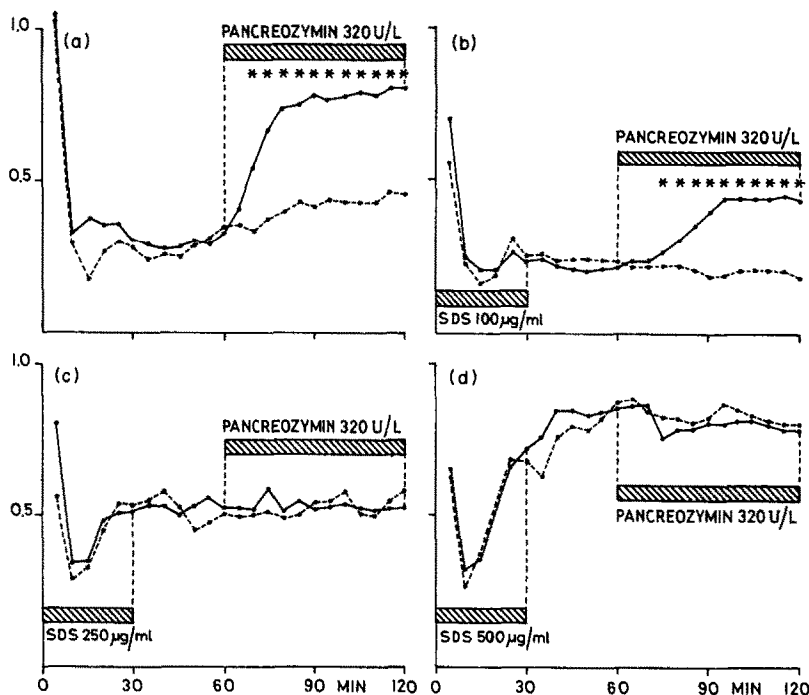 1.0
(a)
PANCREOZYMIN 320 U/L
* * * * * * * * * * *
0.5
(b)
PANCREOZYMIN 320 U/L
* * * * * * * * * *
SDS 100 µg/ml
1.0
(c)
PANCREOZYMIN 320 U/L
0.5
SDS 250 µg/ml
0 30 60 90 MIN 120
(d)
PANCREOZYMIN 320 U/L
SDS 500 µg/ml
0 30 60 90 MIN 120